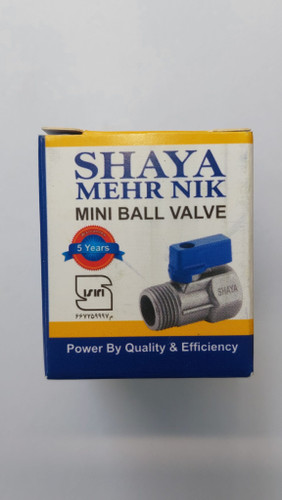 SHAYA
MEHR NIK
MINI BALL VALVE
5 Years
SHAYA
Power By Quality & Efficiency